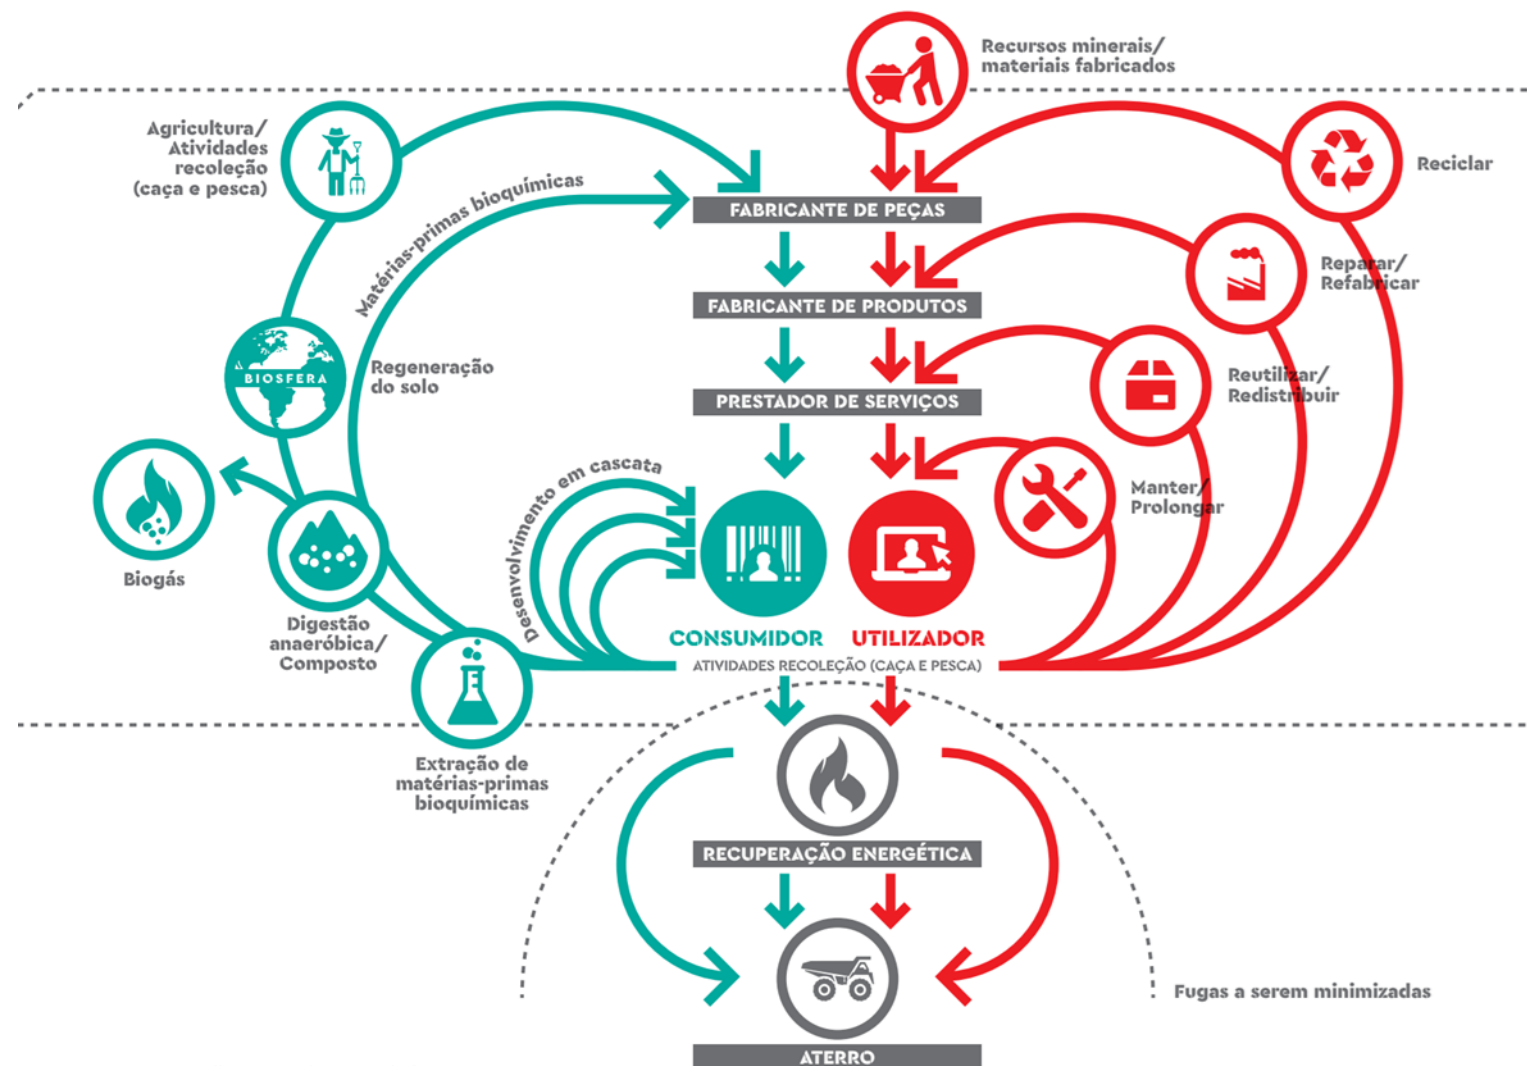 Recursos minerais/
materiais fabricados
Agricultura/
Atividades
recoleção
(caça e pesca)
Reciclar
Matérias-primas bioquímicas
FABRICANTE DE PEÇAS
Reparar/
Refabricar
FABRICANTE DE PRODUTOS
BIOSFERA
Regeneração
do solo
Reutilizar/
Redistribuir
PRESTADOR DE SERVIÇOS
Desenvolvimento em cascata
Manter/
Prolongar
Biogás
Digestão
anaeróbica/
Composto
CONSUMIDOR
UTILIZADOR
ATIVIDADES RECOLEÇÃO (CAÇA E PESCA)
Extração de
matérias-primas
bioquímicas
RECUPERAÇÃO ENERGÉTICA
Fugas a serem minimizadas
ATERRO